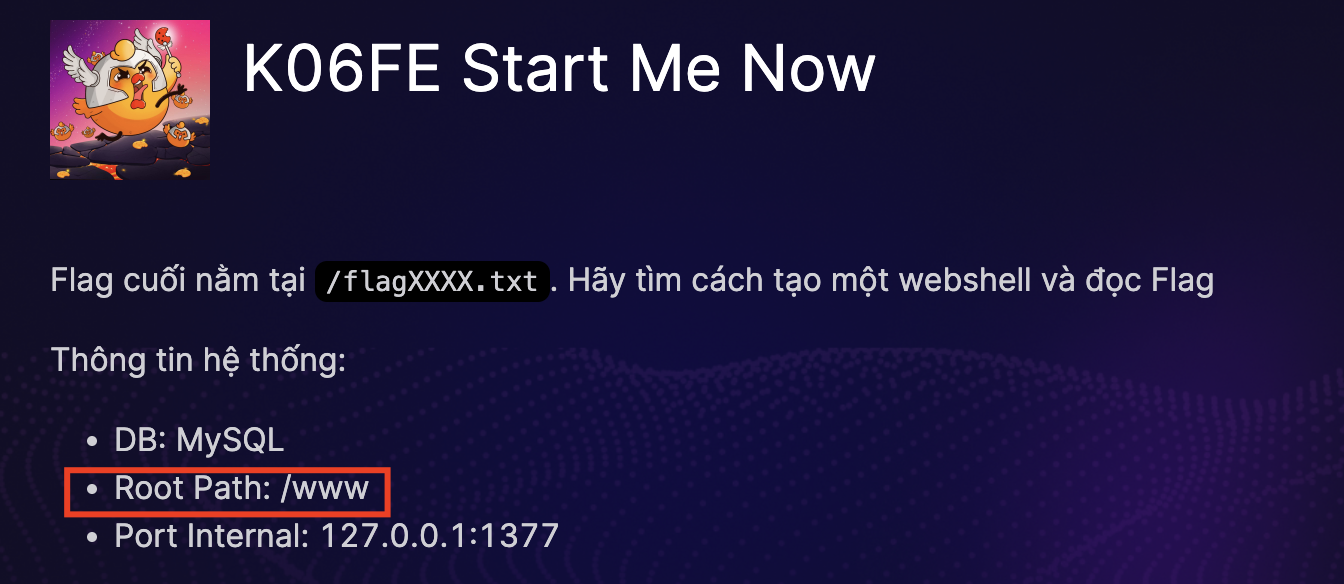 K06FE Start Me Now
Flag cuối nằm tại /flagXXXX.txt. Hãy tìm cách tạo một webshell và đọc Flag
Thông tin hệ thống:
• DB: MySQL
• Root Path: /www
• Port Internal: 127.0.0.1:1377